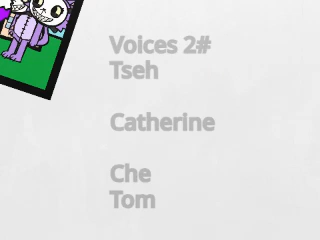 Voices 2#
Tseh
Catherine
Che
Tom